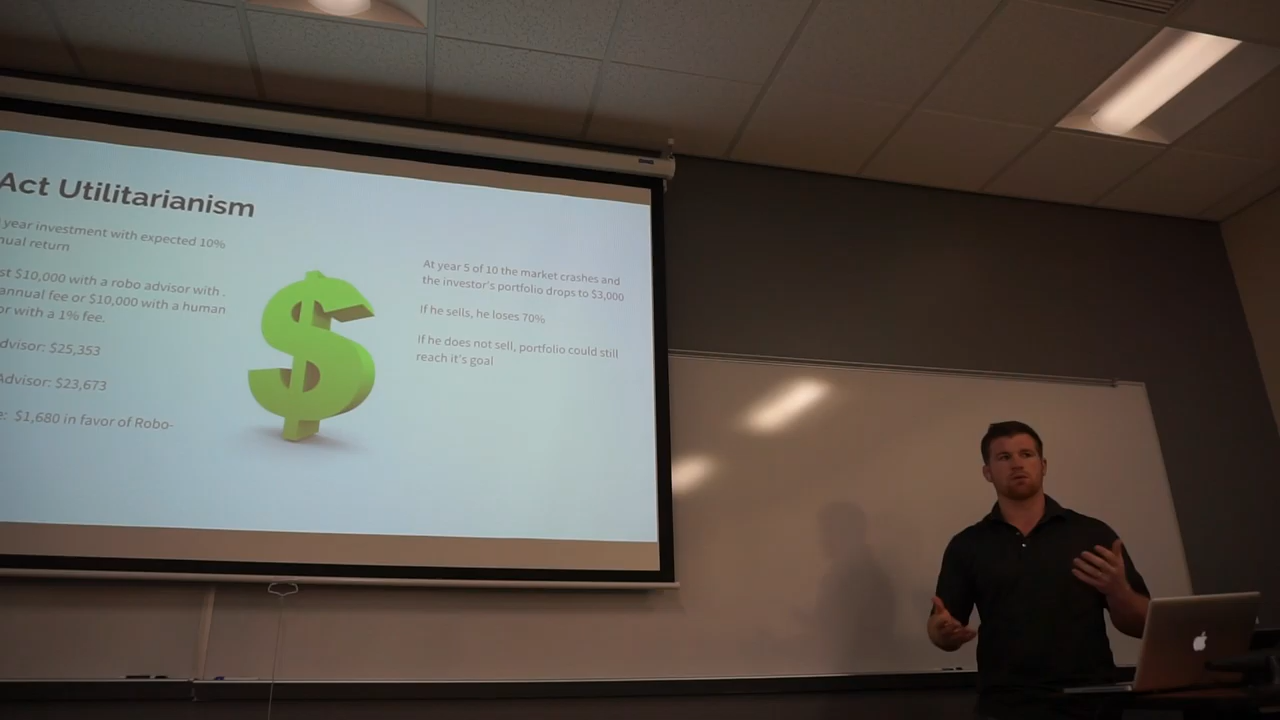 Act Utilitarianism
year investment with expected 10%
nual return
st $10,000 with a robo advisor with .
annual fee or $10,000 with a human
or with a 1% fee.
dvisor: $25,353
Advisor: $23,673
e: $1,680 in favor of Robo-
At year 5 of 10 the market crashes and
the investor's portfolio drops to $3,000
If he sells, he loses 70%
If he does not sell, portfolio could still
reach it's goal